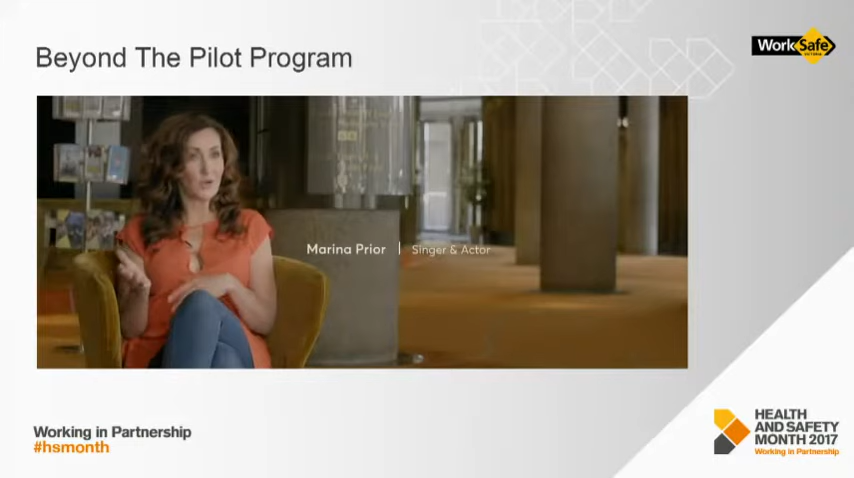 Beyond The Pilot Program
WorkSafe
VICTORIA
Marina Prior | Singer & Actor
Working in Partnership
#hsmonth
HEALTH
AND SAFETY
MONTH 2017
Working in Partnership